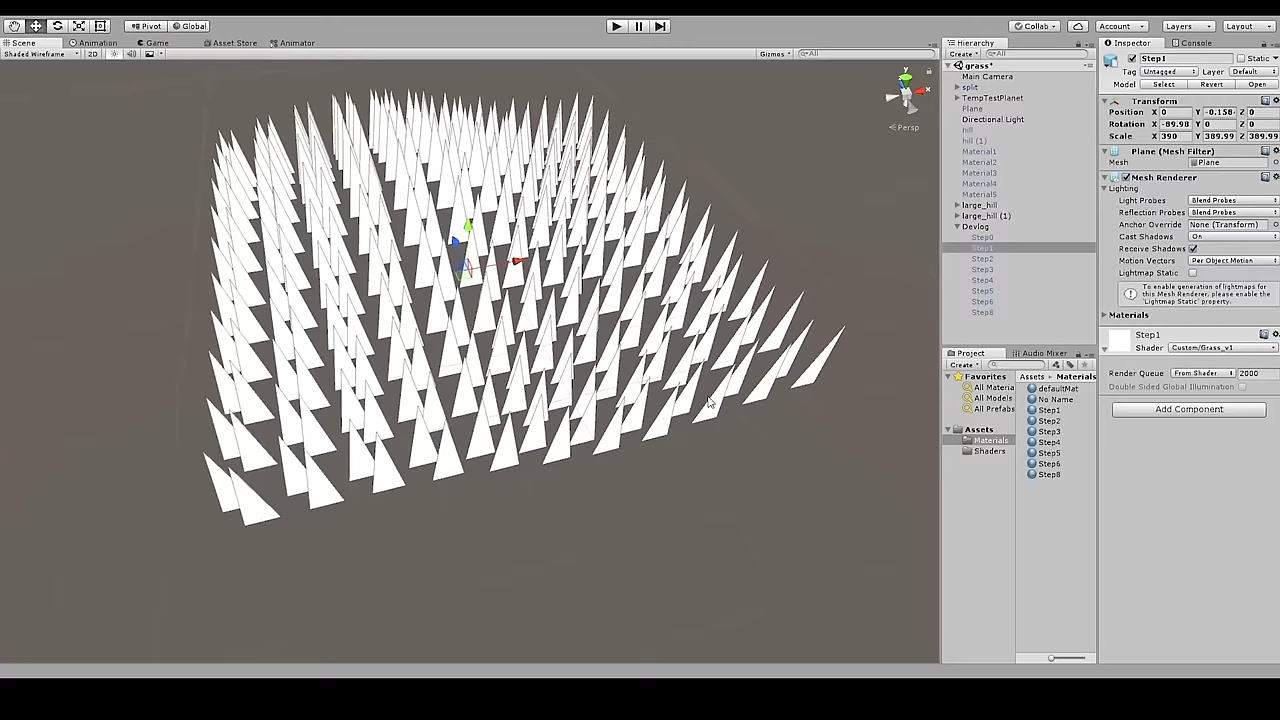 Pivot Global Collab Account Layers Layout
Scene Animation Game Asset Store Animator
Shaded Wireframe 2D Gizmos All
Persp
Hierarchy
Create All
grass*
Main Camera
split
TempTestPlanet
Plane
Directional Light
hill
hill (1)
Material1
Material2
Material3
Material4
Material5
large_hill
large_hill (1)
Devlog
Step0
Step1
Step2
Step3
Step4
Step5
Step6
Step8
Project Audio Mixer
Create
Favorites
All Materia
All Models
All Prefabs
Assets
Materials
Shaders
Assets Materials
defaultMat
No Name
Step1
Step2
Step3
Step4
Step5
Step6
Step8
Inspector Console
Step1 Static
Tag Untagged Layer Default
Model Select Revert Open
Transform
Position X 0 Y -0.158 Z 0
Rotation X -89.98 Y 0 Z 0
Scale X 390 Y 389.99 Z 389.99
Plane (Mesh Filter)
Mesh Plane
Mesh Renderer
Lighting
Light Probes Blend Probes
Reflection Probes Blend Probes
Anchor Override None (Transform)
Cast Shadows On
Receive Shadows
Motion Vectors Per Object Motion
Lightmap Static
To enable generation of lightmaps for
this Mesh Renderer, please enable the
'Lightmap Static' property.
Materials
Step1
Shader Custom/Grass_v1
Render Queue From Shader 2000
Double Sided Global Illumination
Add Component